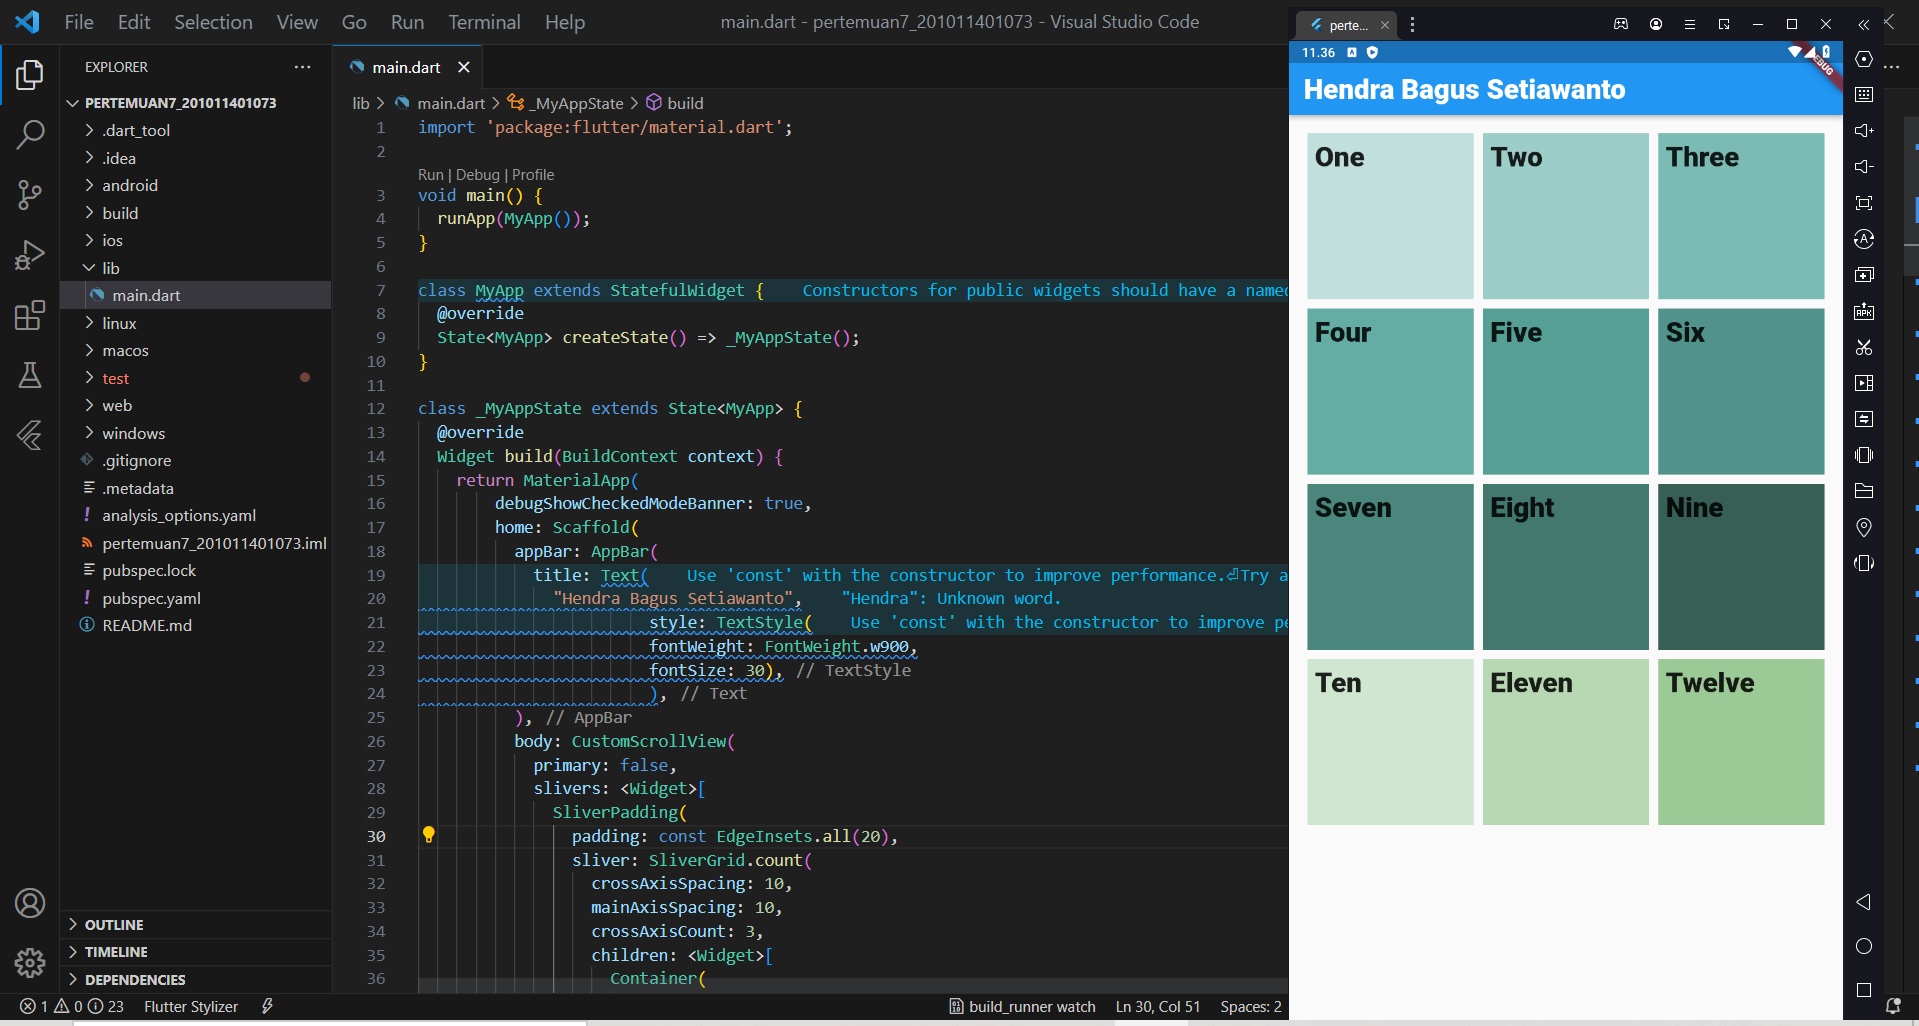 File Edit Selection View Go Run Terminal Help
main.dart - pertemuan7_201011401073 - Visual Studio Code
EXPLORER
PERTEMUAN7_201011401073
.dart_tool
.idea
android
build
ios
lib
main.dart
linux
macos
test
web
windows
.gitignore
.metadata
analysis_options.yaml
pertemuan7_201011401073.iml
pubspec.lock
pubspec.yaml
README.md
OUTLINE
TIMELINE
DEPENDENCIES
main.dart
lib > main.dart > _MyAppState > build
1 import 'package:flutter/material.dart';
2
Run | Debug | Profile
3 void main() {
4 runApp(MyApp());
5 }
6
7 class MyApp extends StatefulWidget { Constructors for public widgets should have a named
8 @override
9 State<MyApp> createState() => _MyAppState();
10 }
11
12 class _MyAppState extends State<MyApp> {
13 @override
14 Widget build(BuildContext context) {
15 return MaterialApp(
16 debugShowCheckedModeBanner: true,
17 home: Scaffold(
18 appBar: AppBar(
19 title: Text( Use 'const' with the constructor to improve performance.⏎Try a
20 "Hendra Bagus Setiawanto", "Hendra": Unknown word.
21 style: TextStyle( Use 'const' with the constructor to improve pe
22 fontWeight: FontWeight.w900,
23 fontSize: 30), // TextStyle
24 ), // Text
25 ), // AppBar
26 body: CustomScrollView(
27 primary: false,
28 slivers: <Widget>[
29 SliverPadding(
30 padding: const EdgeInsets.all(20),
31 sliver: SliverGrid.count(
32 crossAxisSpacing: 10,
33 mainAxisSpacing: 10,
34 crossAxisCount: 3,
35 children: <Widget>[
36 Container(
1 0 23 Flutter Stylizer
build_runner watch Ln 30, Col 51 Spaces: 2
perte...
11.36
DEBUG
Hendra Bagus Setiawanto
One Two Three
Four Five Six
Seven Eight Nine
Ten Eleven Twelve
APK